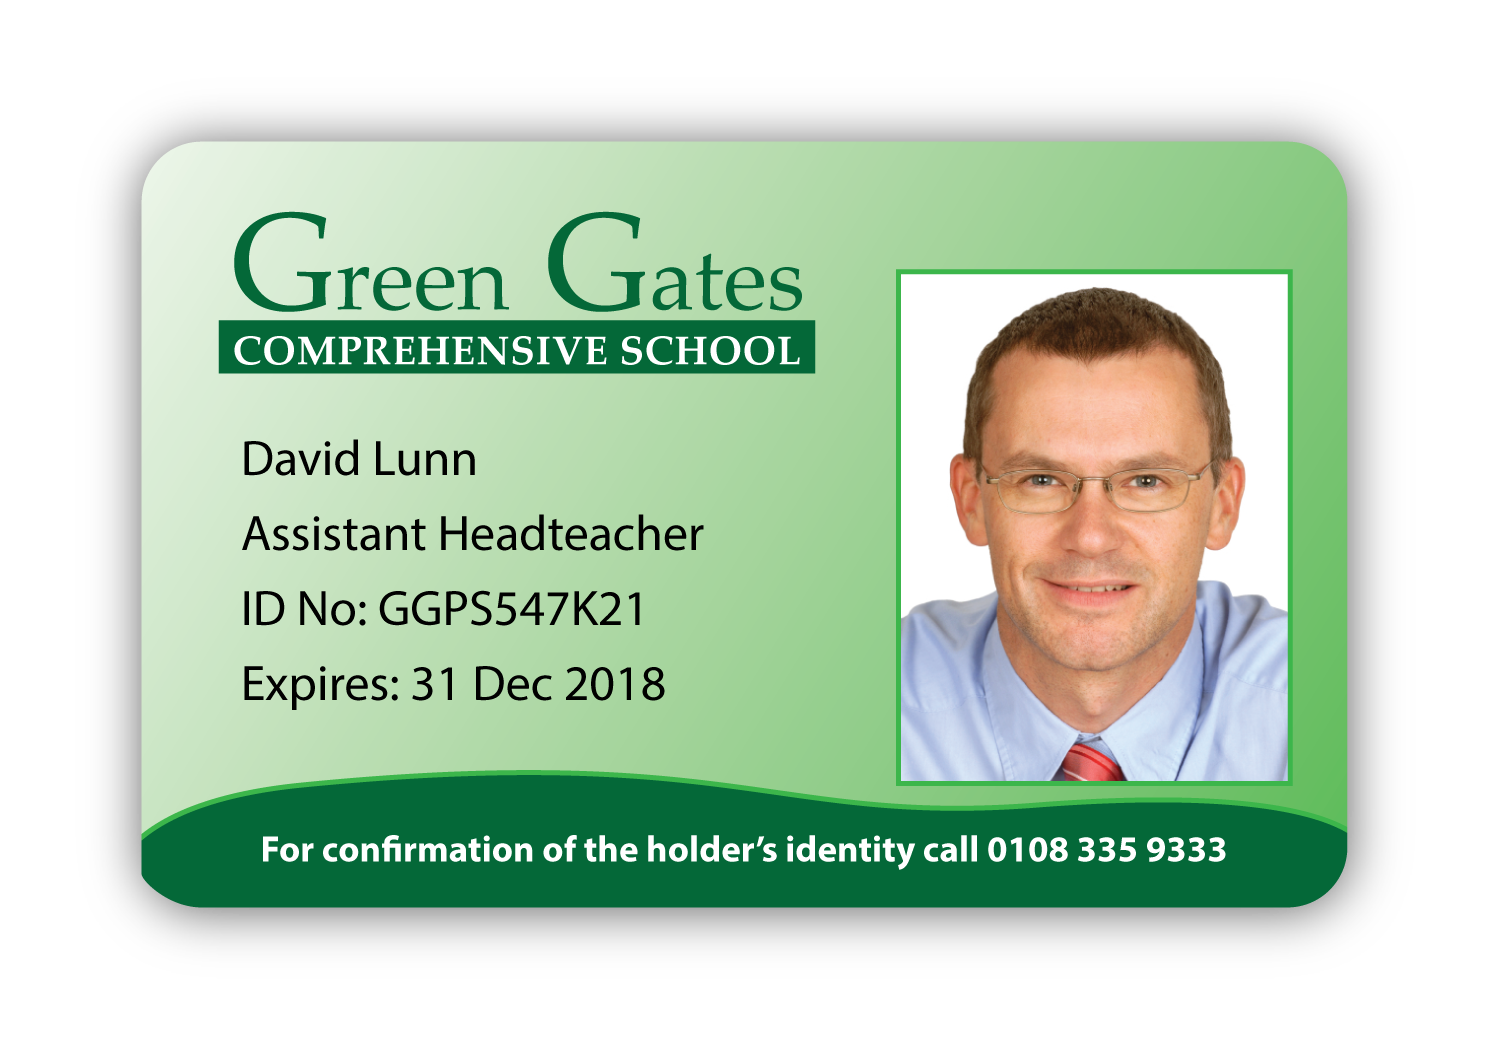 Green Gates
COMPREHENSIVE SCHOOL
David Lunn
Assistant Headteacher
ID No: GGPS547K21
Expires: 31 Dec 2018
For confirmation of the holder’s identity call 0108 335 9333